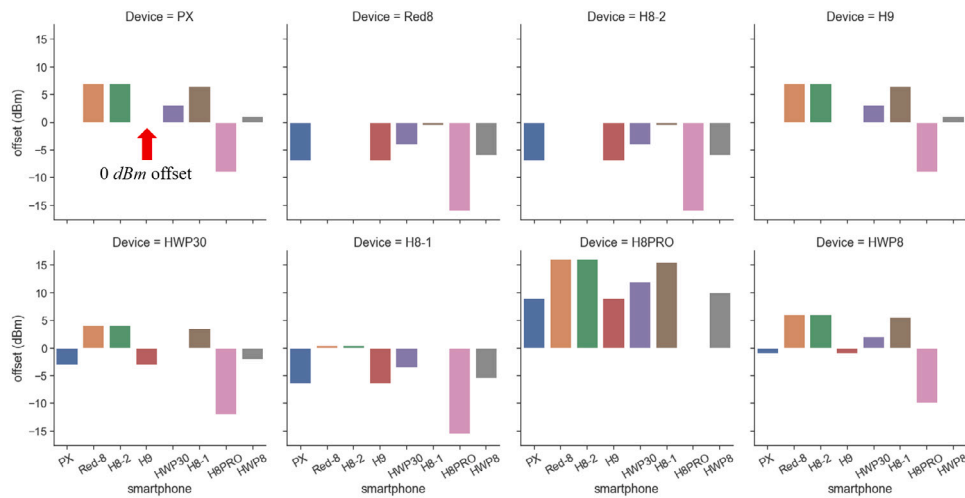 Device = PX
Device = Red8
Device = H8-2
Device = H9
offset (dBm)
15
10
5
0
−5
−10
−15
0 dBm offset
Device = HWP30
Device = H8-1
Device = H8PRO
Device = HWP8
offset (dBm)
15
10
5
0
−5
−10
−15
PX Red-8 H8-2 H9 HWP30 H8-1 H8PRO HWP8
PX Red-8 H8-2 H9 HWP30 H8-1 H8PRO HWP8
PX Red-8 H8-2 H9 HWP30 H8-1 H8PRO HWP8
PX Red-8 H8-2 H9 HWP30 H8-1 H8PRO HWP8
smartphone
smartphone
smartphone
smartphone